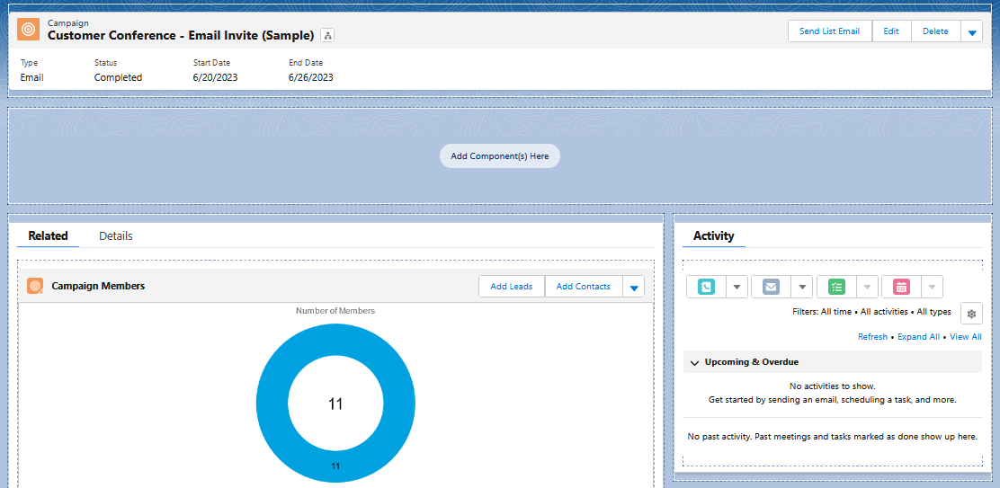 Campaign
Customer Conference - Email Invite (Sample)
Send List Email
Edit
Delete
Type
Status
Start Date
End Date
Email
Completed
6/20/2023
6/26/2023
Add Component(s) Here
Related
Details
Campaign Members
Add Leads
Add Contacts
Number of Members
11
11
Activity
Filters: All time • All activities • All types
Refresh • Expand All • View All
Upcoming & Overdue
No activities to show.
Get started by sending an email, scheduling a task, and more.
No past activity. Past meetings and tasks marked as done show up here.